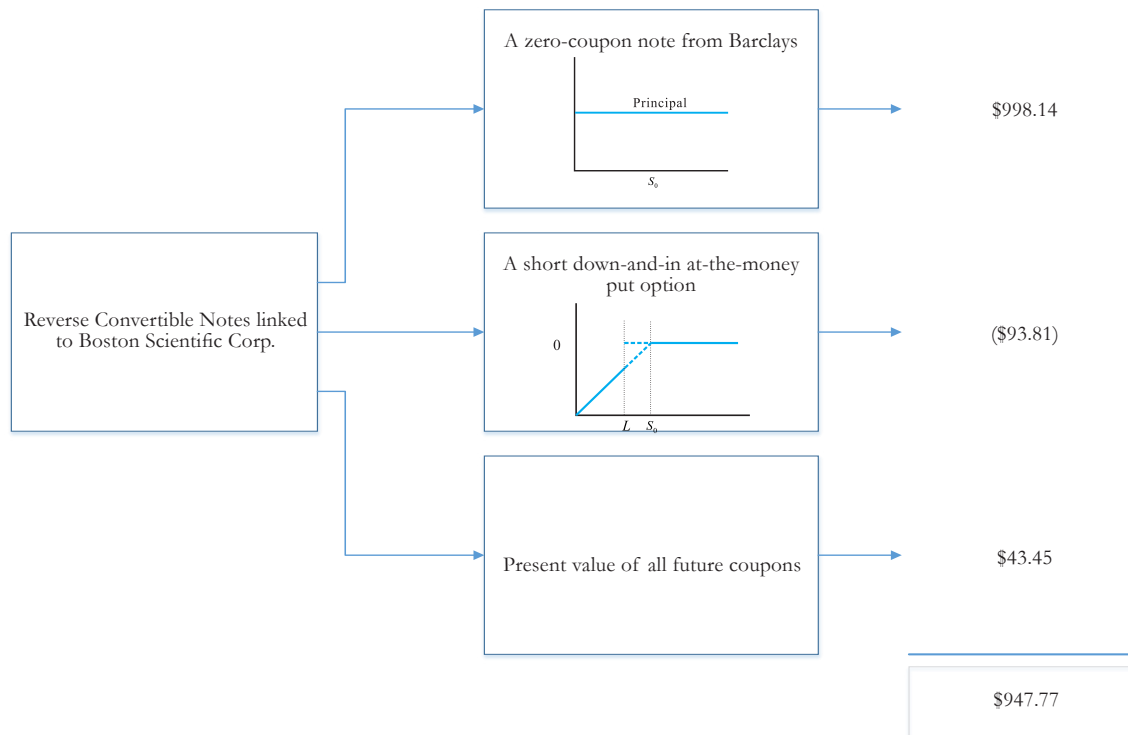 A zero-coupon note from Barclays
Principal
S₀
$998.14
Reverse Convertible Notes linked
to Boston Scientific Corp.
A short down-and-in at-the-money
put option
0
L S₀
($93.81)
Present value of all future coupons
$43.45
$947.77